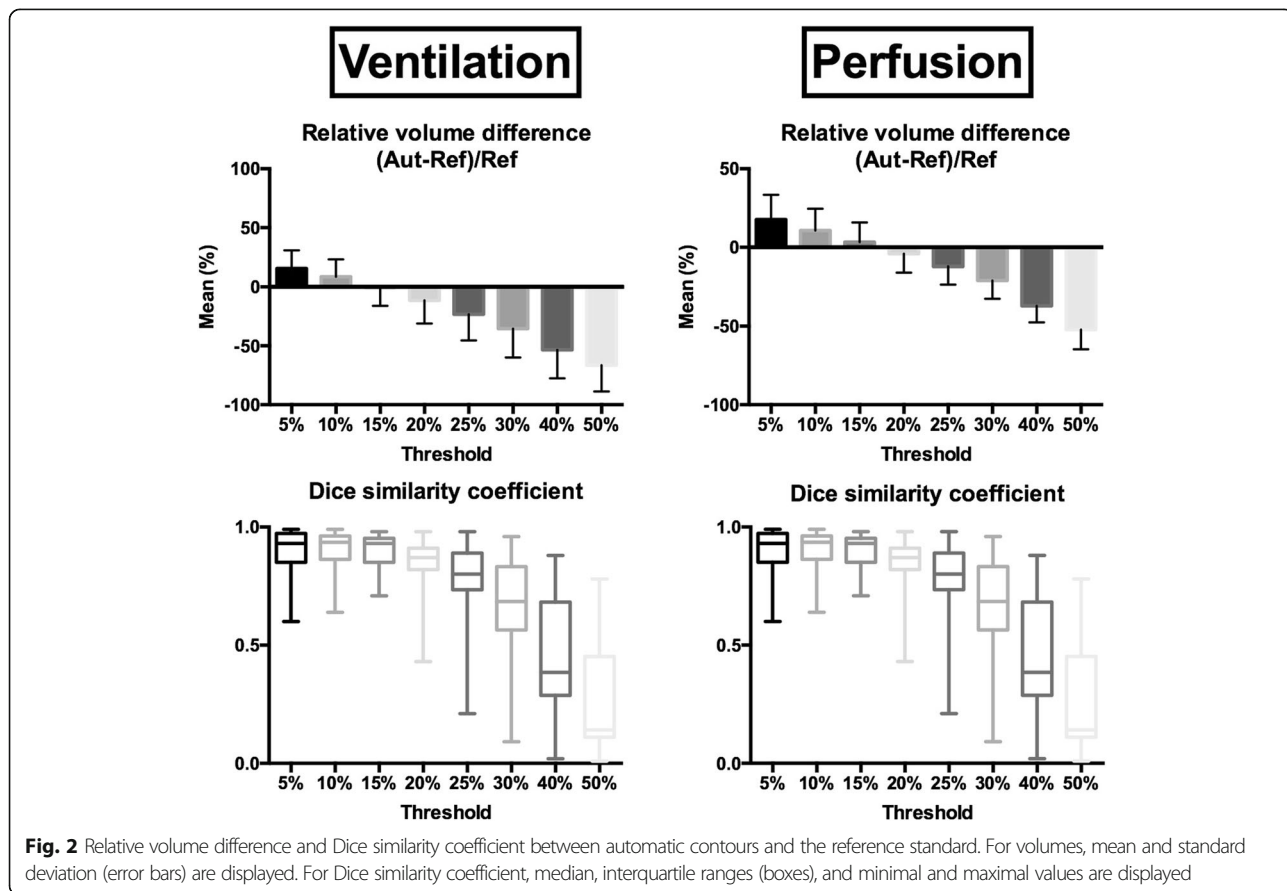 Ventilation
Perfusion
Relative volume difference
(Aut-Ref)/Ref
Mean (%)
100
50
0
-50
-100
5% 10% 15% 20% 25% 30% 40% 50%
Threshold
Relative volume difference
(Aut-Ref)/Ref
Mean (%)
50
0
-50
-100
5% 10% 15% 20% 25% 30% 40% 50%
Threshold
Dice similarity coefficient
1.0
0.5
0.0
5% 10% 15% 20% 25% 30% 40% 50%
Threshold
Dice similarity coefficient
1.0
0.5
0.0
5% 10% 15% 20% 25% 30% 40% 50%
Threshold
Fig. 2 Relative volume difference and Dice similarity coefficient between automatic contours and the reference standard. For volumes, mean and standard
deviation (error bars) are displayed. For Dice similarity coefficient, median, interquartile ranges (boxes), and minimal and maximal values are displayed